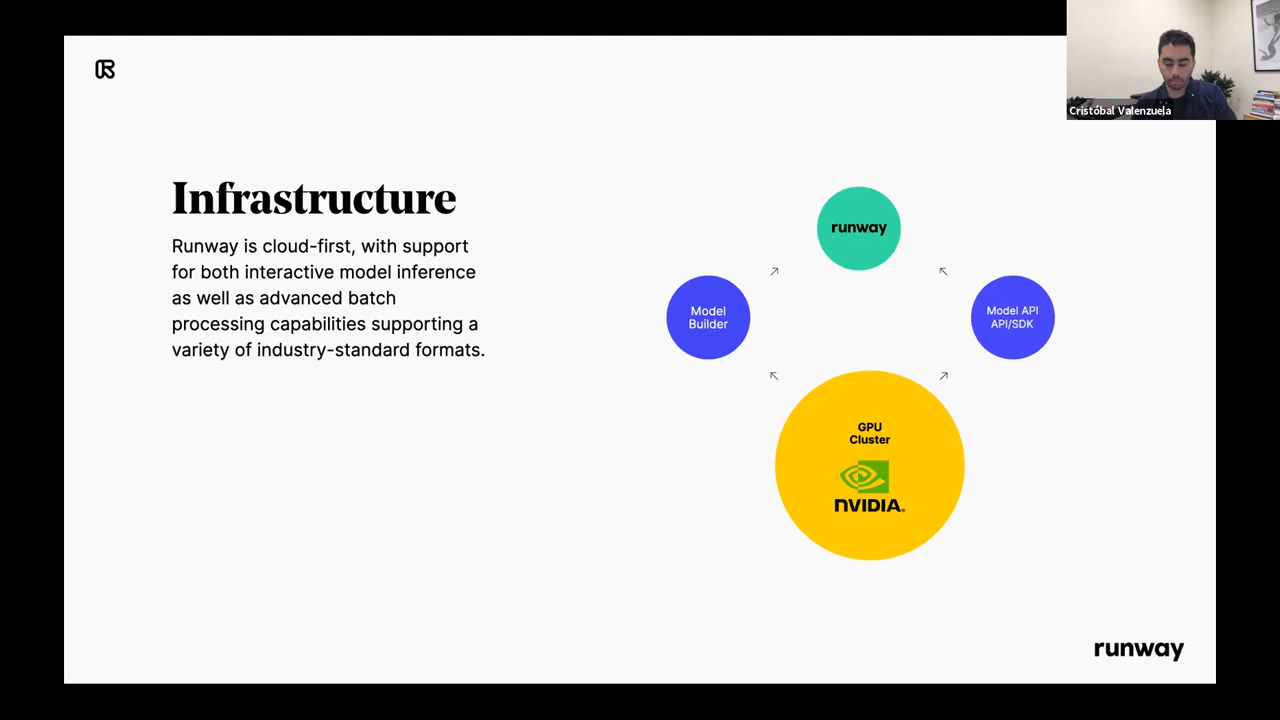 Cristóbal Valenzuela
Infrastructure
Runway is cloud-first, with support
for both interactive model inference
as well as advanced batch
processing capabilities supporting a
variety of industry-standard formats.
runway
Model
Builder
Model API
API/SDK
GPU
Cluster
NVIDIA.
runway